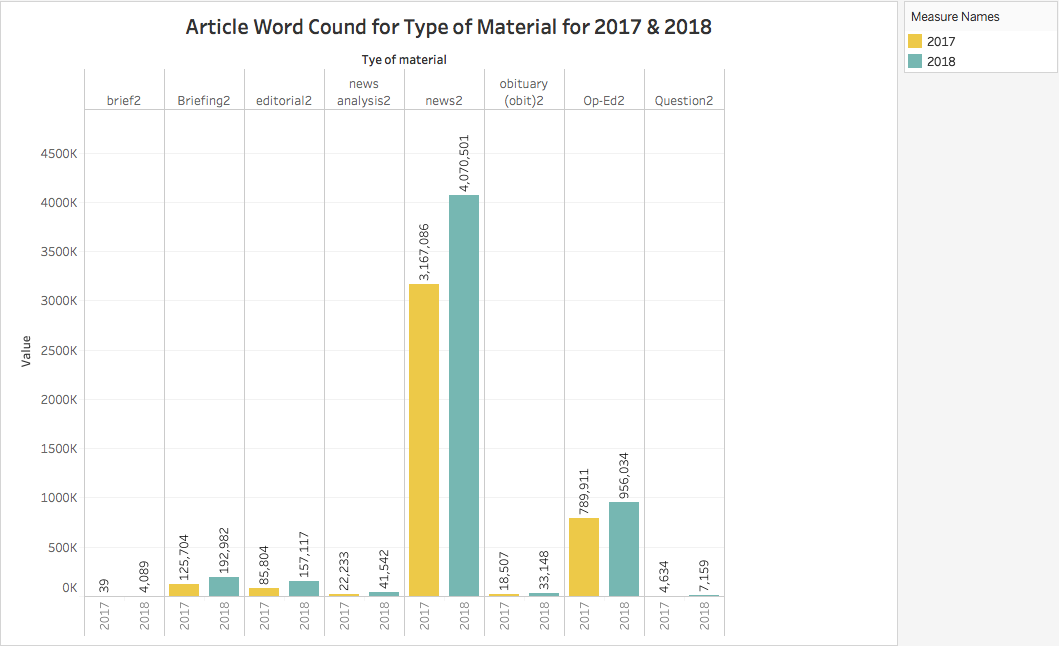 Article Word Cound for Type of Material for 2017 & 2018
Tye of material
brief2
Briefing2
editorial2
news
analysis2
news2
obituary
(obit)2
Op-Ed2
Question2
Value
4500K
4000K
3500K
3000K
2500K
2000K
1500K
1000K
500K
0K
39
4,089
125,704
192,982
85,804
157,117
22,233
41,542
3,167,086
4,070,501
18,507
33,148
789,911
956,034
4,634
7,159
2017
2018
2017
2018
2017
2018
2017
2018
2017
2018
2017
2018
2017
2018
2017
2018
Measure Names
2017
2018